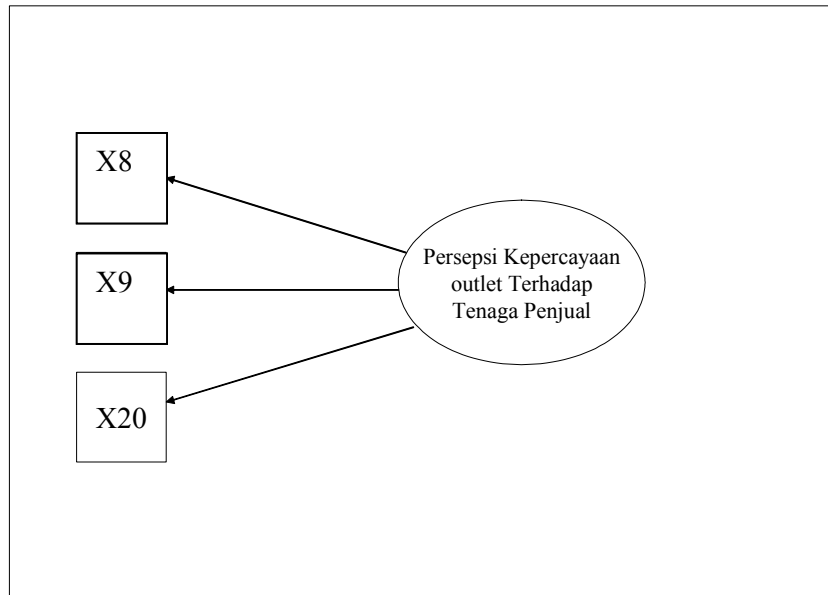 X8
X9
X20
Persepsi Kepercayaan
outlet Terhadap
Tenaga Penjual